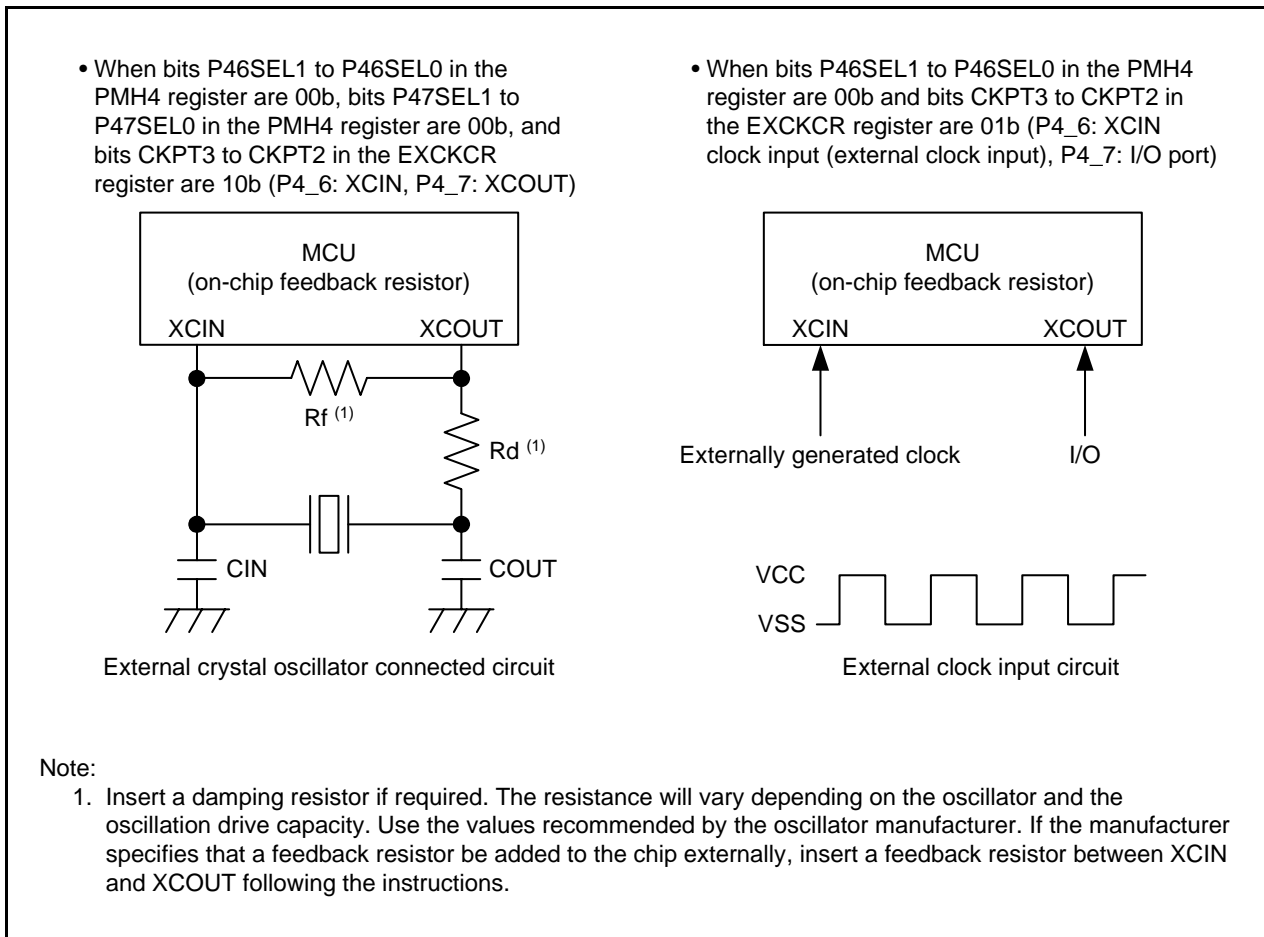 • When bits P46SEL1 to P46SEL0 in the
PMH4 register are 00b, bits P47SEL1 to
P47SEL0 in the PMH4 register are 00b, and
bits CKPT3 to CKPT2 in the EXCKCR
register are 10b (P4_6: XCIN, P4_7: XCOUT)
MCU
(on-chip feedback resistor)
XCIN
XCOUT
Rf (1)
Rd (1)
CIN
COUT
External crystal oscillator connected circuit
• When bits P46SEL1 to P46SEL0 in the PMH4
register are 00b and bits CKPT3 to CKPT2 in
the EXCKCR register are 01b (P4_6: XCIN
clock input (external clock input), P4_7: I/O port)
MCU
(on-chip feedback resistor)
XCIN
XCOUT
Externally generated clock
I/O
VCC
VSS
External clock input circuit
Note:
1. Insert a damping resistor if required. The resistance will vary depending on the oscillator and the
oscillation drive capacity. Use the values recommended by the oscillator manufacturer. If the manufacturer
specifies that a feedback resistor be added to the chip externally, insert a feedback resistor between XCIN
and XCOUT following the instructions.